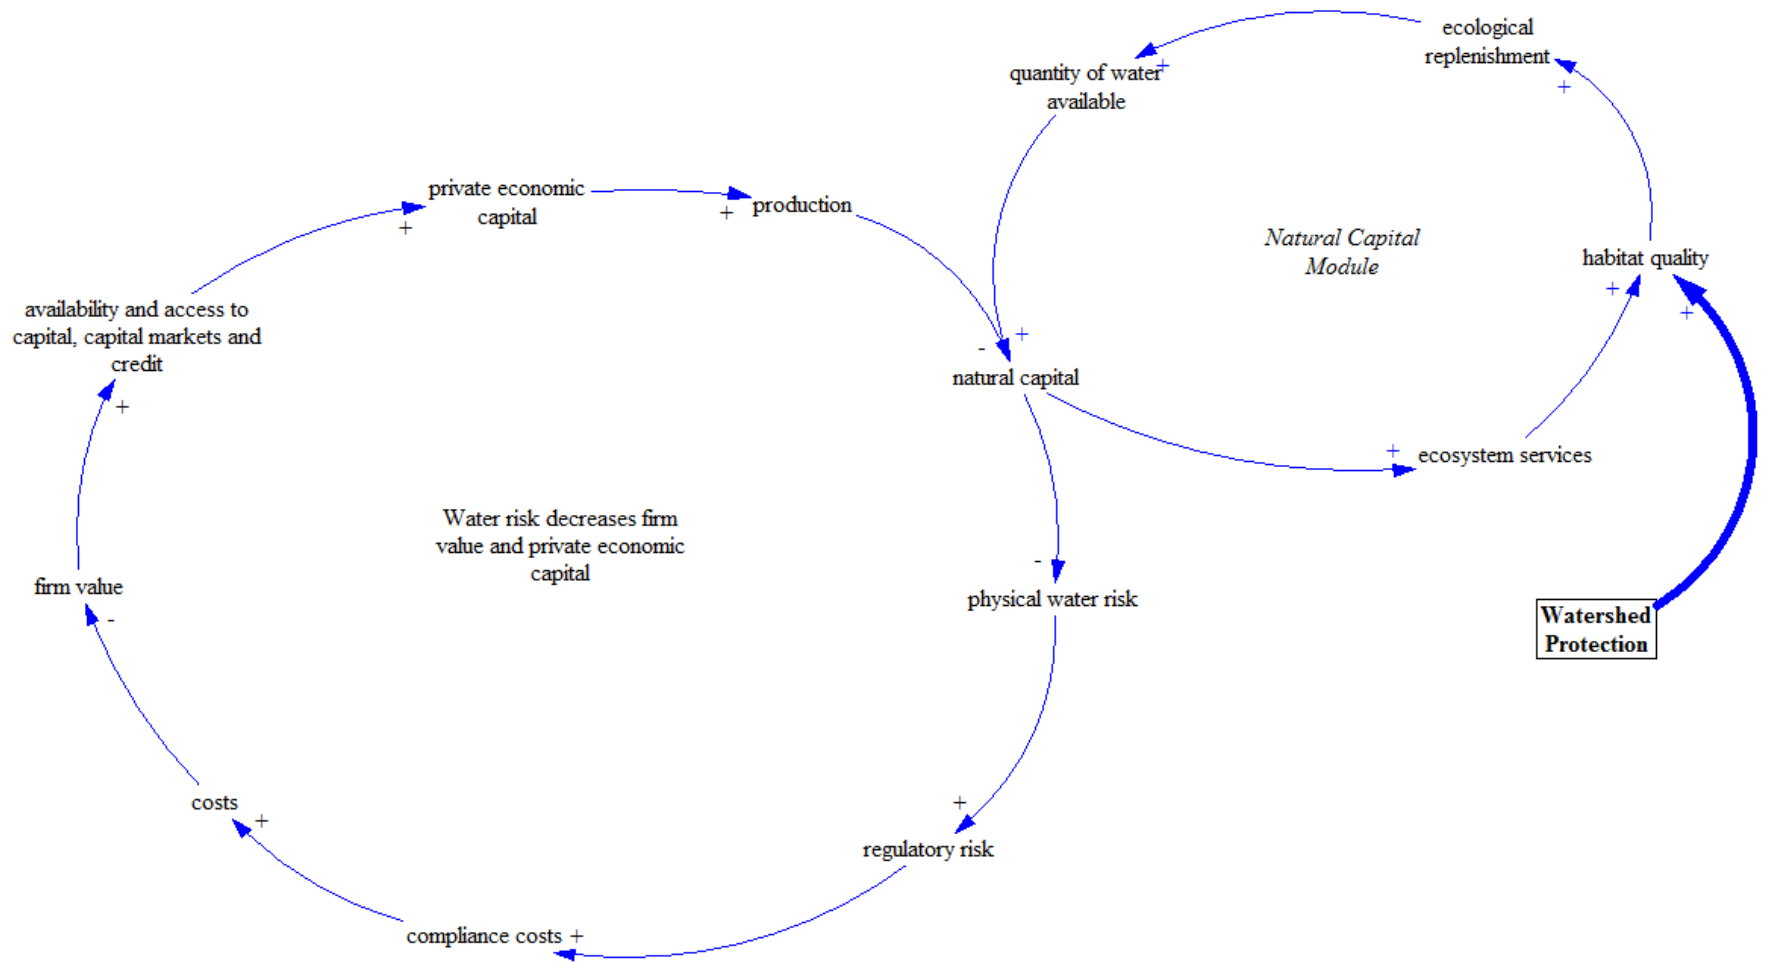 ecological
replenishment
+
quantity of water
available
+
private economic
capital
+
production
+
Natural Capital
Module
habitat quality
+
+
availability and access to
capital, capital markets and
credit
+
natural capital
-
+
ecosystem services
+
Water risk decreases firm
value and private economic
capital
firm value
-
physical water risk
-
Watershed
Protection
costs
+
regulatory risk
+
compliance costs +